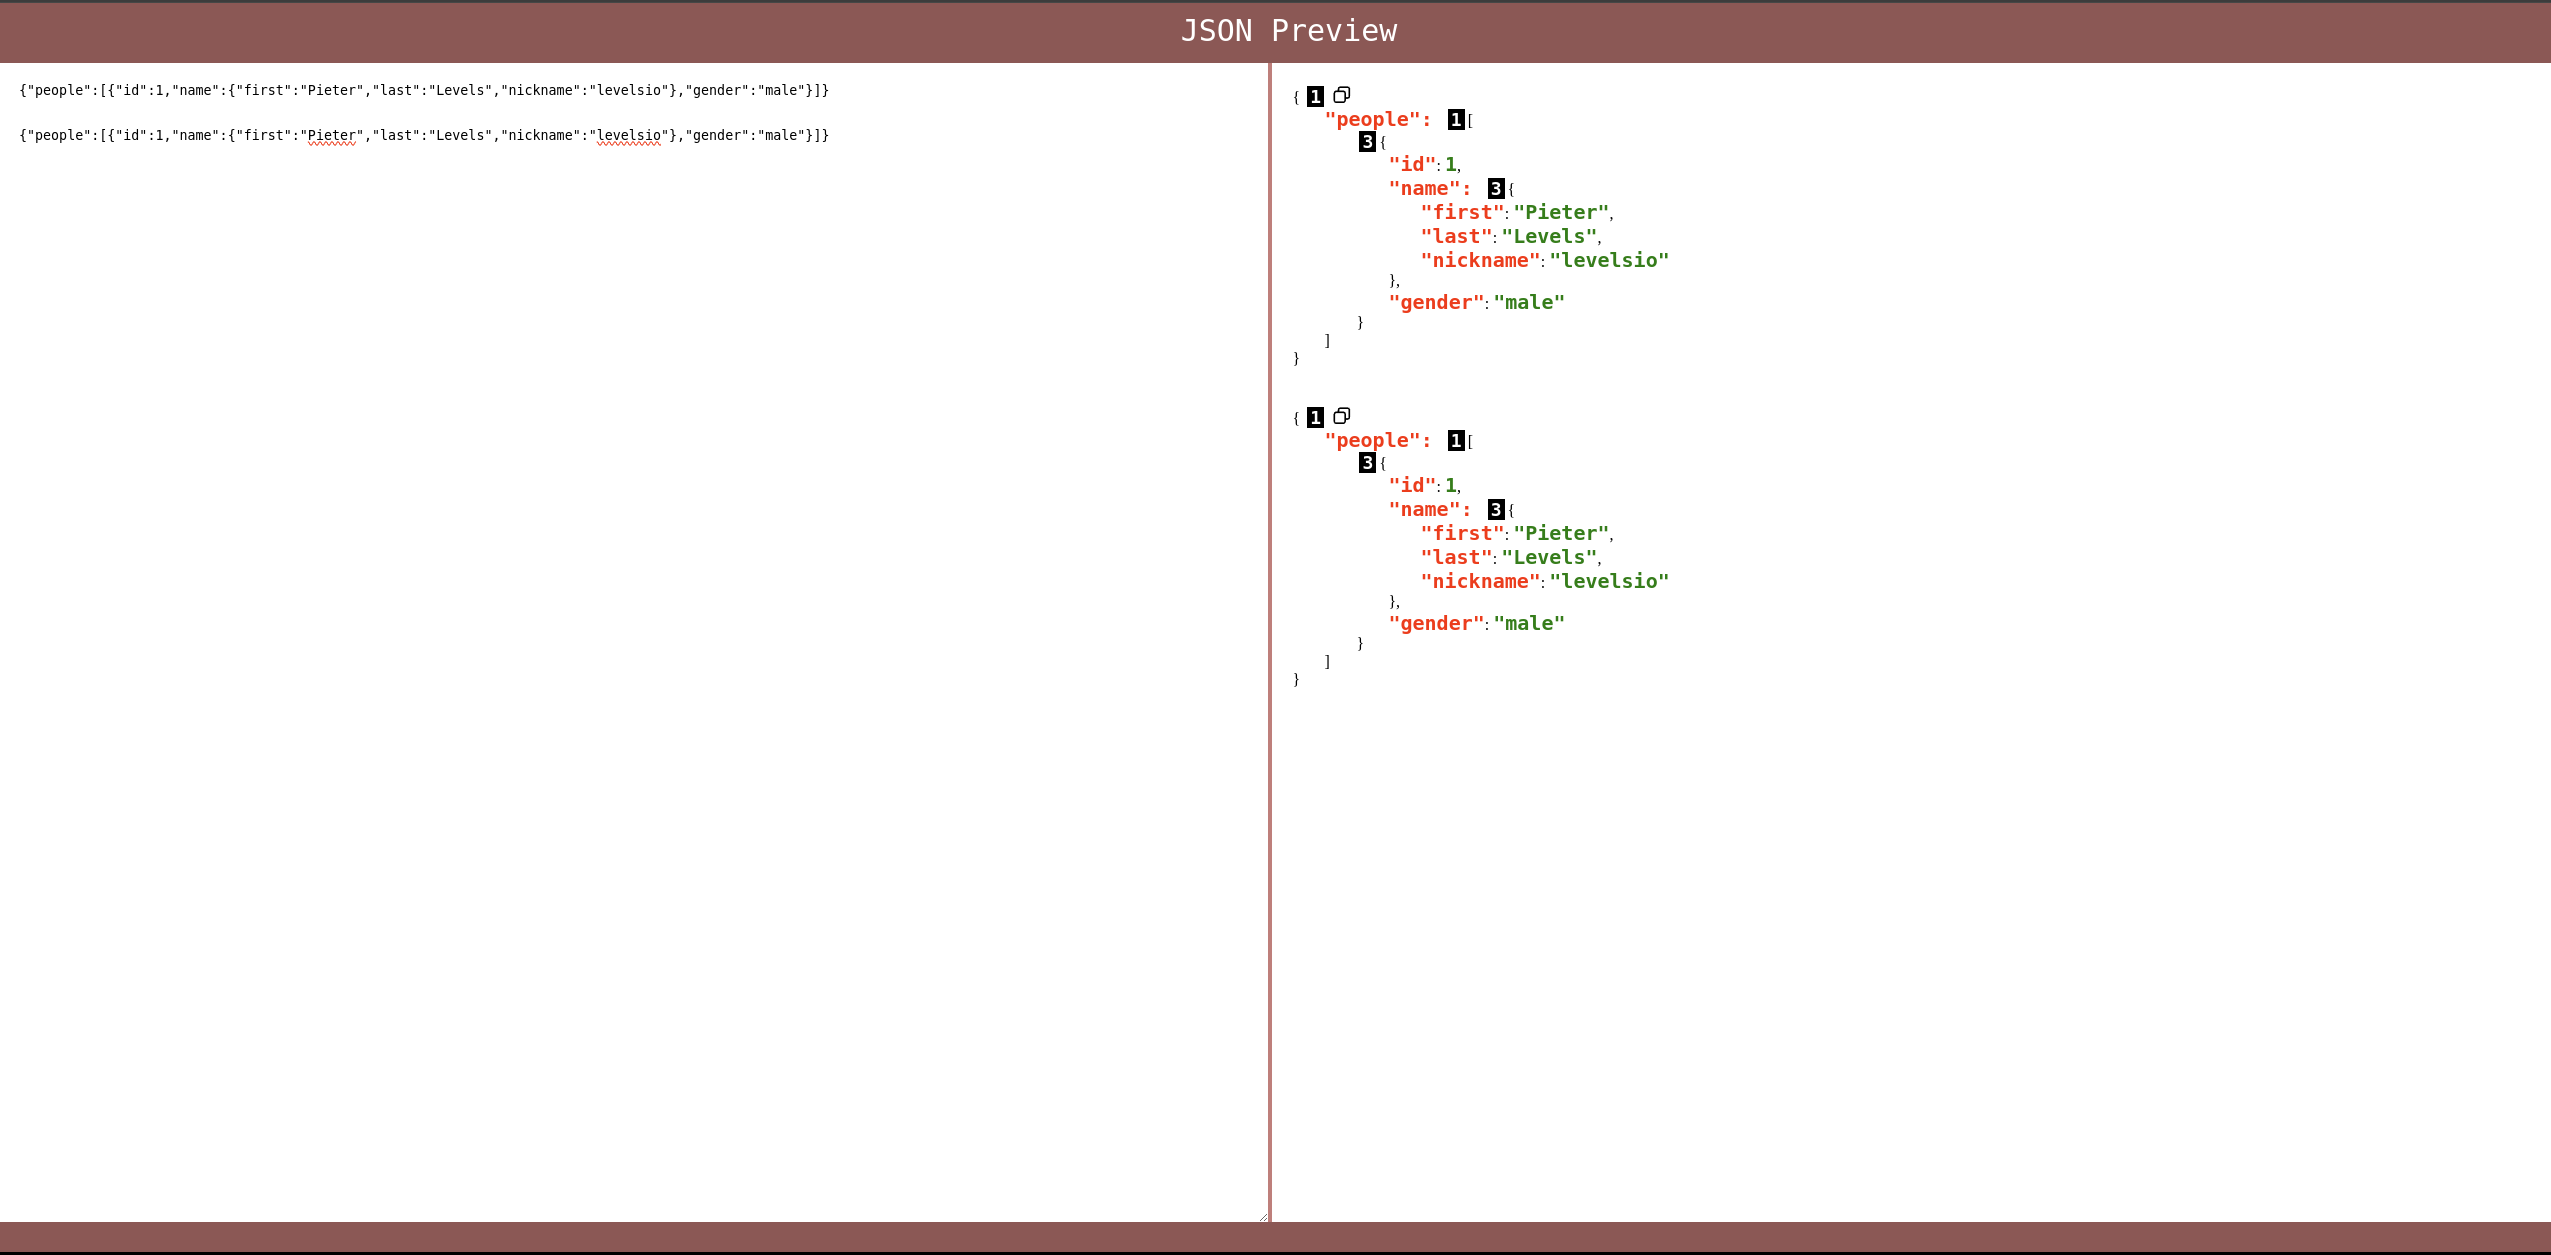 JSON Preview
{"people":[{"id":1,"name":{"first":"Pieter","last":"Levels","nickname":"levelsio"},"gender":"male"}]}
{"people":[{"id":1,"name":{"first":"Pieter","last":"Levels","nickname":"levelsio"},"gender":"male"}]}
{ 1
"people": 1 [
3 {
"id": 1,
"name": 3 {
"first": "Pieter",
"last": "Levels",
"nickname": "levelsio"
},
"gender": "male"
}
]
}
{ 1
"people": 1 [
3 {
"id": 1,
"name": 3 {
"first": "Pieter",
"last": "Levels",
"nickname": "levelsio"
},
"gender": "male"
}
]
}